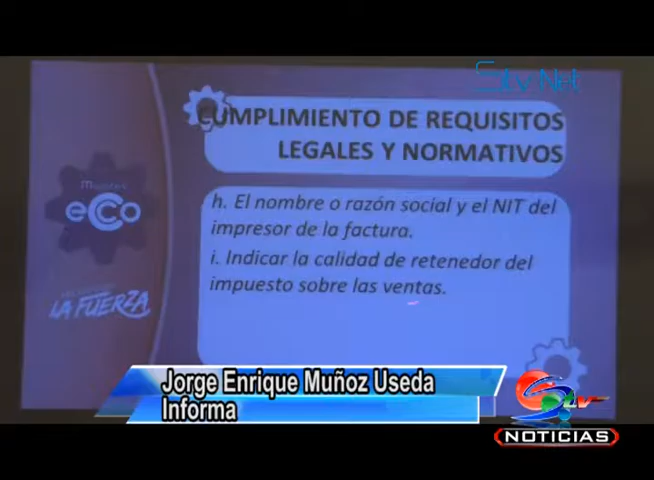 Stv Net
CUMPLIMIENTO DE REQUISITOS
LEGALES Y NORMATIVOS
h. El nombre o razón social y el NIT del
impresor de la factura.
i. Indicar la calidad de retenedor del
impuesto sobre las ventas.
eco
LA FUERZA
Jorge Enrique Muñoz Useda
Informa
NOTICIAS